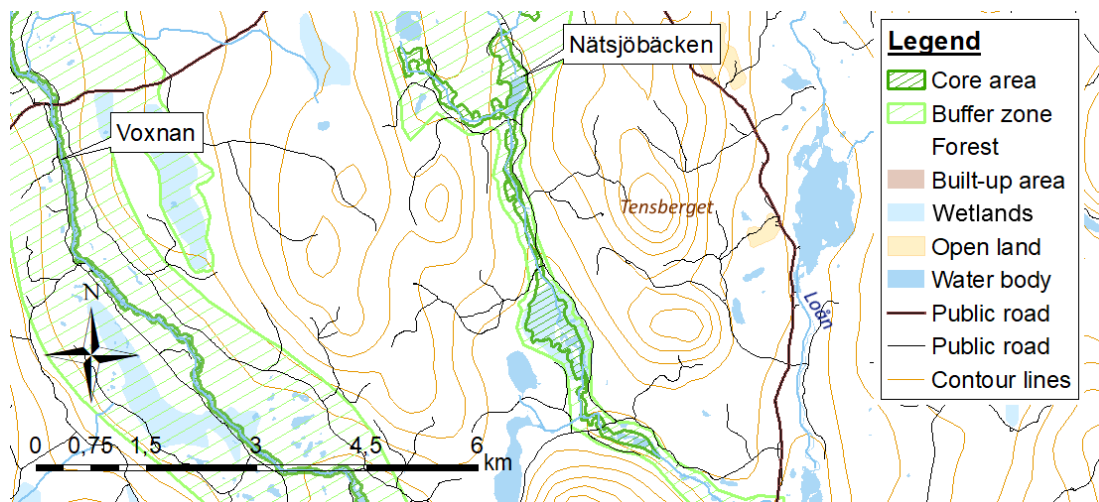 Nätsjöbäcken
Voxnan
Tensberget
Loån
N
0 0,75 1,5 3 4,5 6
km
Legend
Core area
Buffer zone
Forest
Built-up area
Wetlands
Open land
Water body
Public road
Public road
Contour lines